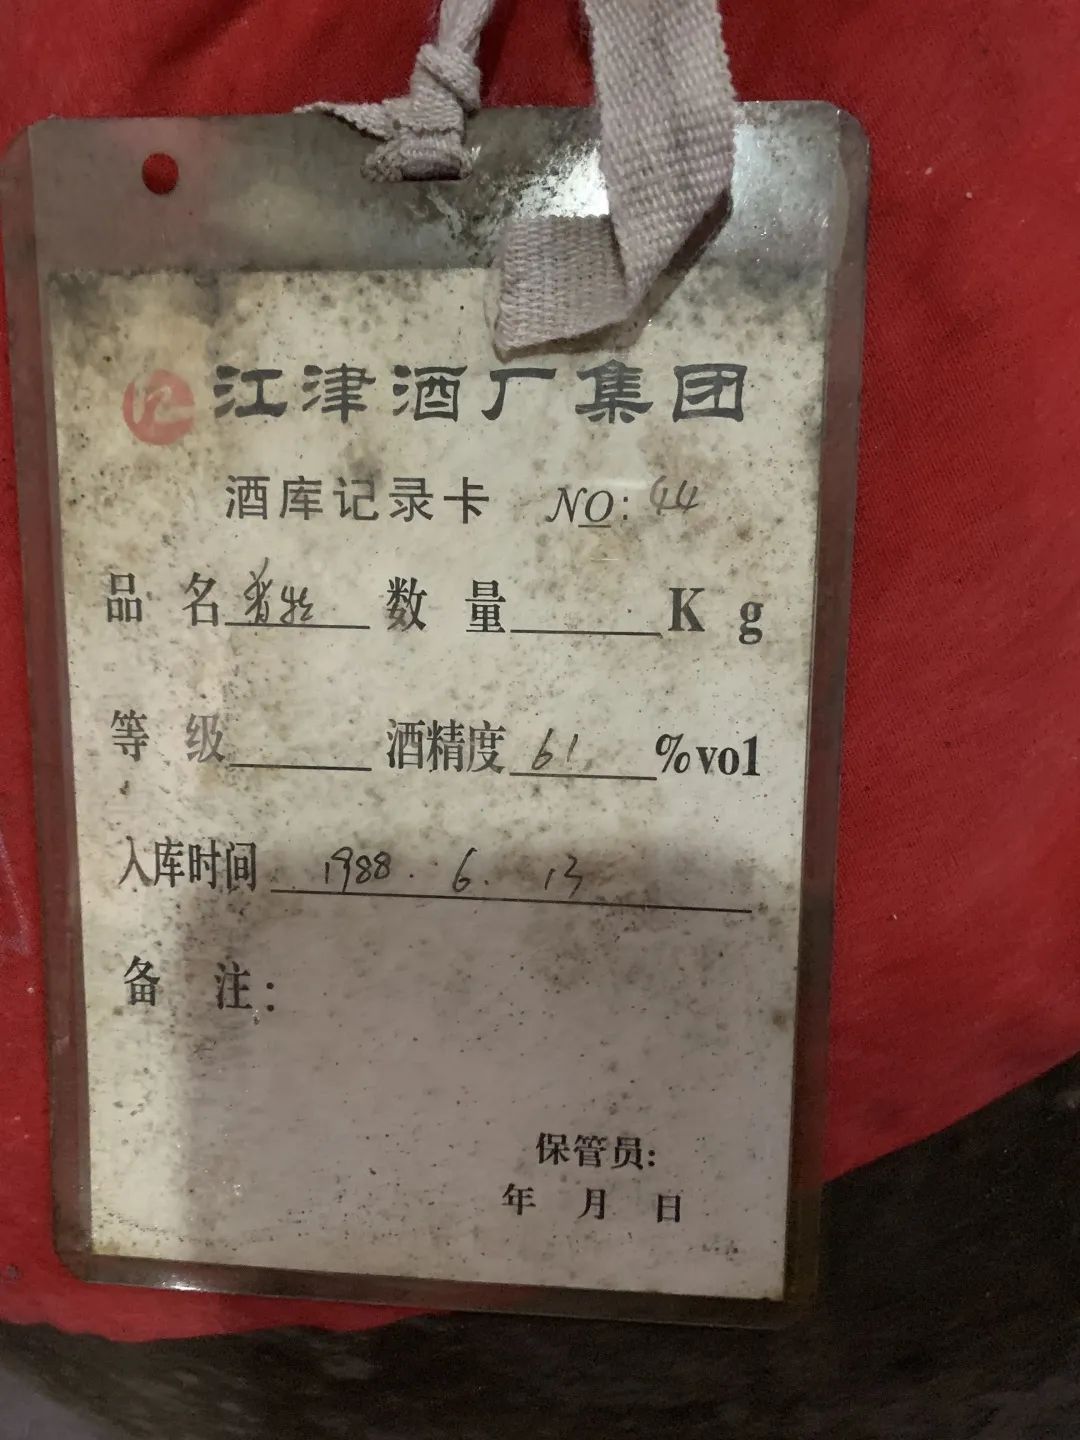 江津酒厂集团
酒库记录卡 NO: 44
品名 数量 Kg
等级 酒精度 61 %vol
入库时间 1988.6.13
备注:
保管员:
年 月 日